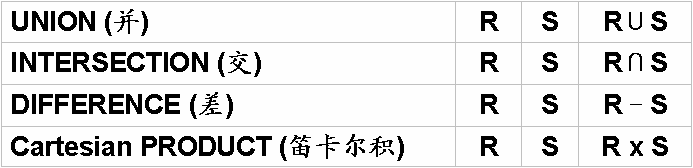 UNION (并) R S R∪S
INTERSECTION (交) R S R∩S
DIFFERENCE (差) R S R－S
Cartesian PRODUCT (笛卡尔积) R S R x S